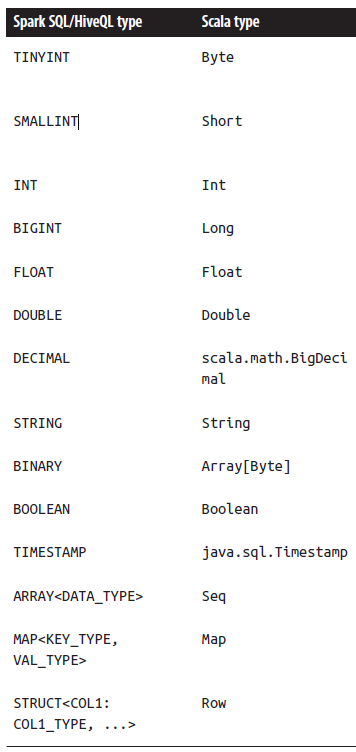 Spark SQL/HiveQL type Scala type
TINYINT Byte
SMALLINT Short
INT Int
BIGINT Long
FLOAT Float
DOUBLE Double
DECIMAL scala.math.BigDeci
mal
STRING String
BINARY Array[Byte]
BOOLEAN Boolean
TIMESTAMP java.sql.Timestamp
ARRAY<DATA_TYPE> Seq
MAP<KEY_TYPE, Map
VAL_TYPE>
STRUCT<COL1: Row
COL1_TYPE, ...>